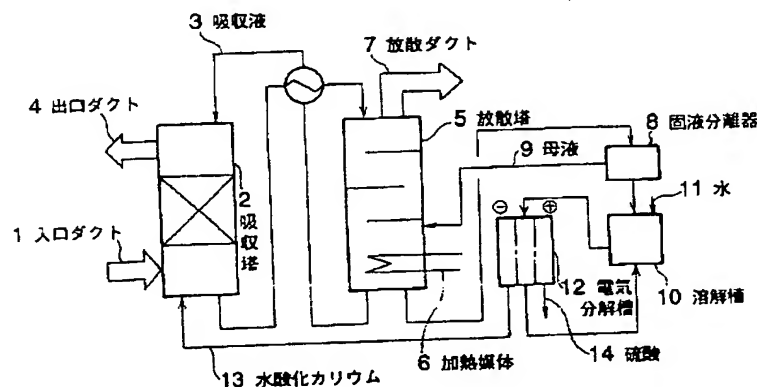 3 吸収液
7 放散ダクト
4 出口ダクト
5 放散塔
8 固液分離器
9 母液
11 水
2 吸収塔
1 入口ダクト
⊖
⊕
12 電気分解槽
10 溶解槽
6 加熱媒体
14 硫酸
13 水酸化カリウム